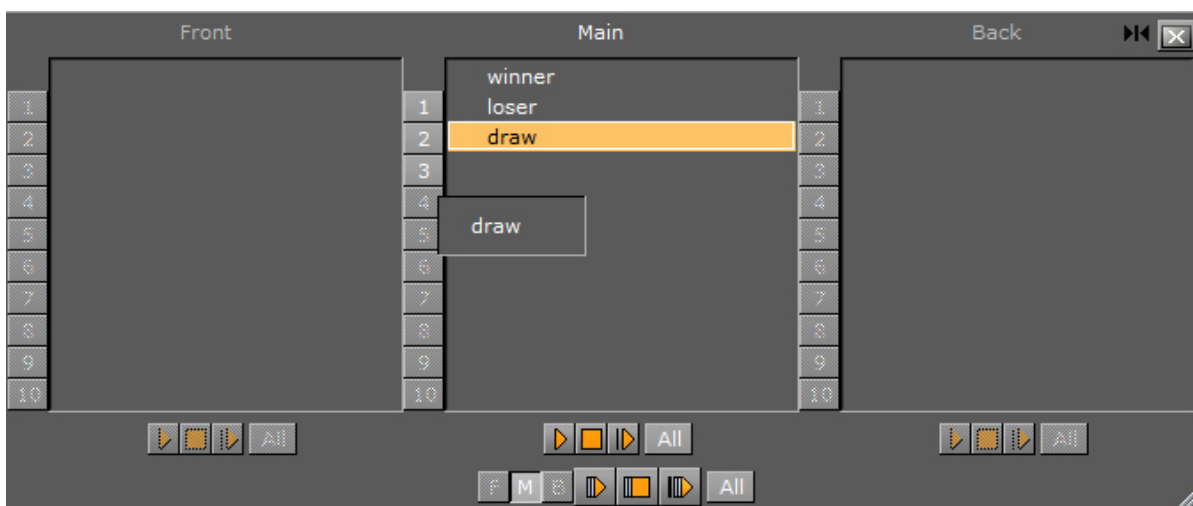 Front Main Back
winner
1 1 loser 1
2 2 draw 2
3 3 3
4 4 4
5 5 draw 5
6 6 6
7 7 7
8 8 8
9 9 9
10 10 10
All All All
F M B All